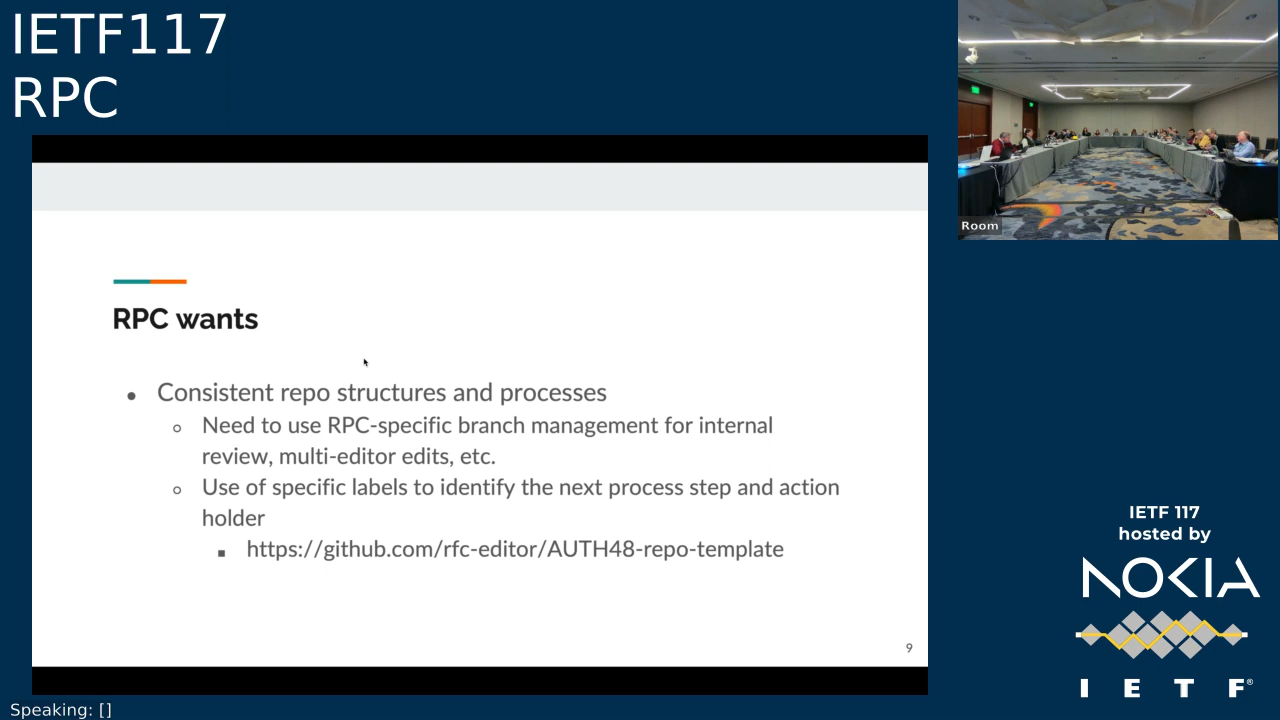 IETF117
RPC
Room
RPC wants
● Consistent repo structures and processes
○ Need to use RPC-specific branch management for internal
review, multi-editor edits, etc.
○ Use of specific labels to identify the next process step and action
holder
■ https://github.com/rfc-editor/AUTH48-repo-template
9
IETF 117
hosted by
NOKIA
I E T F®
Speaking: []